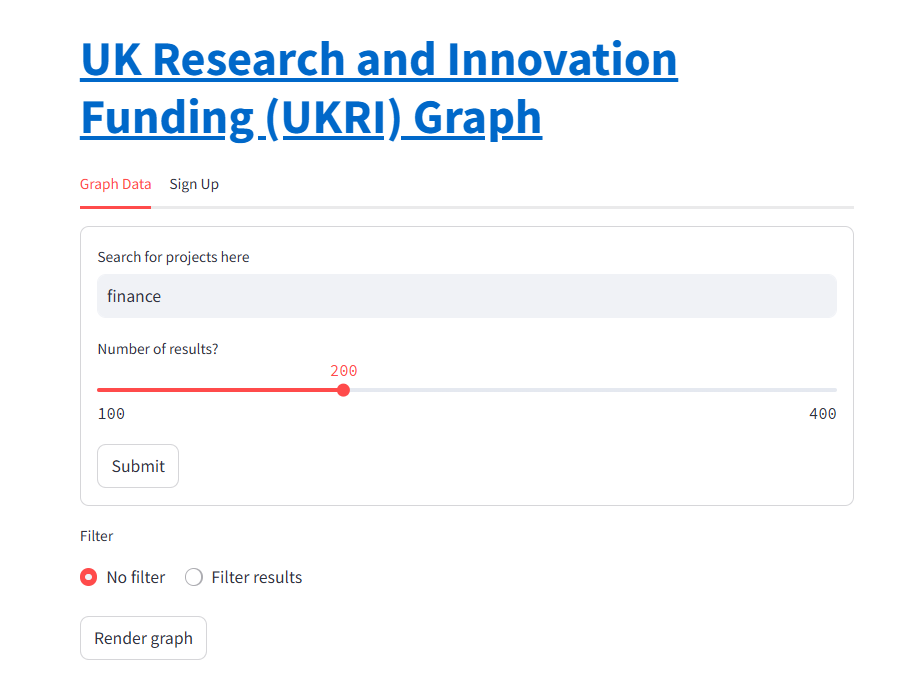 UK Research and Innovation
Funding (UKRI) Graph
Graph Data Sign Up
Search for projects here
finance
Number of results?
200
100 400
Submit
Filter
No filter Filter results
Render graph